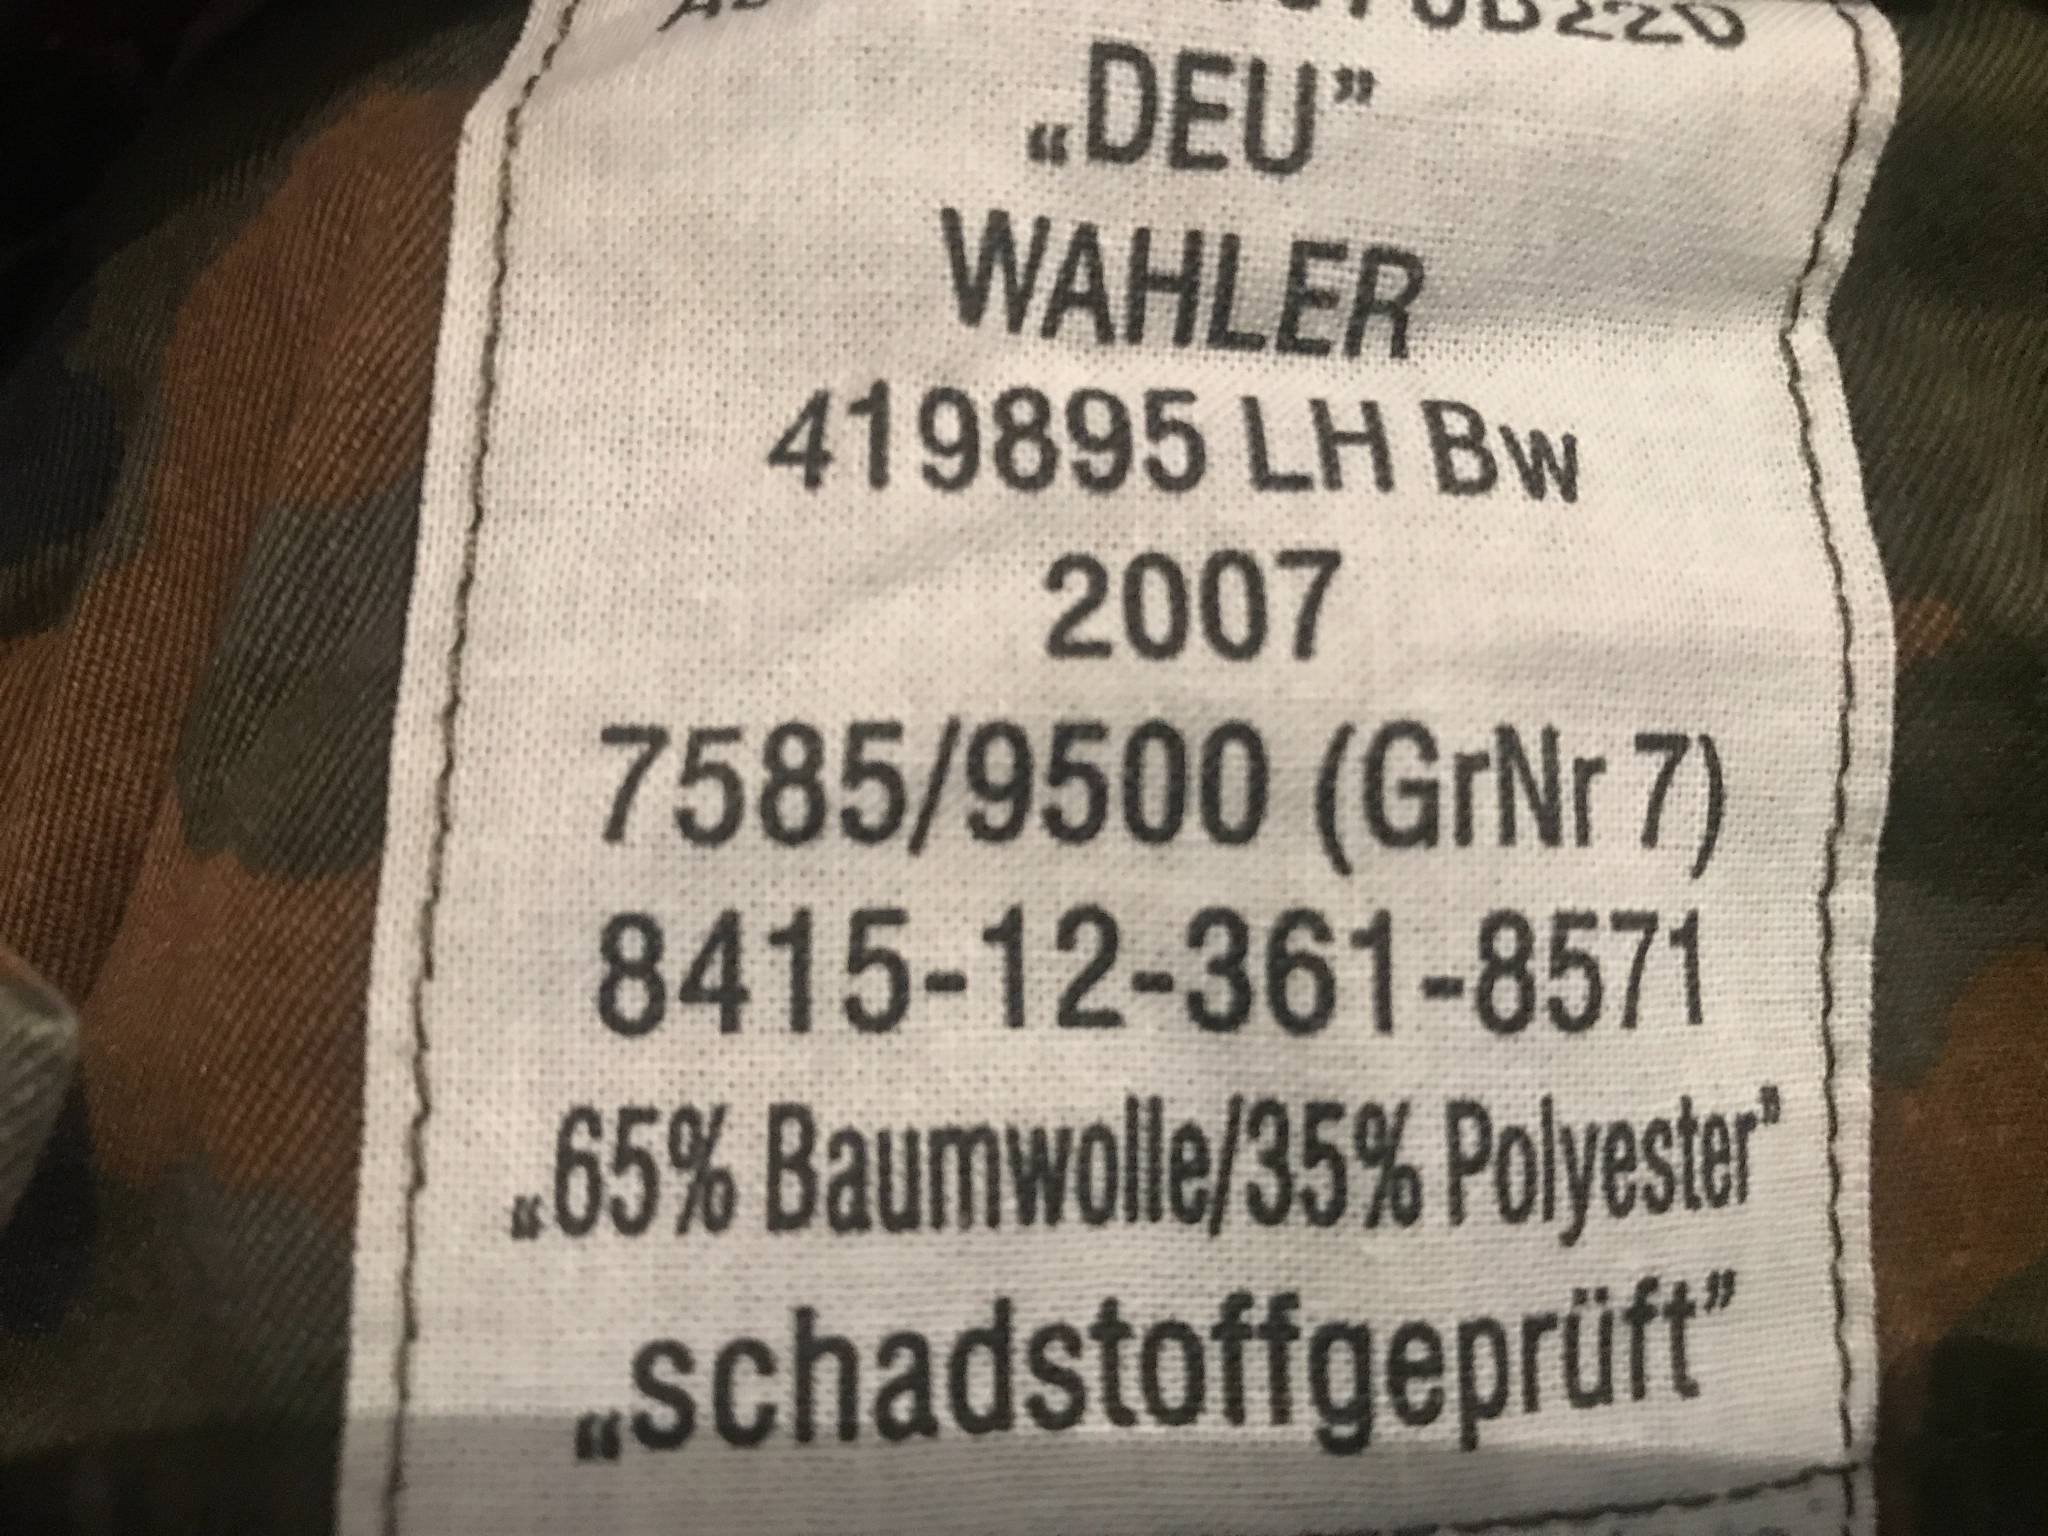 „DEU”
WAHLER
419895 LH Bw
2007
7585/9500 (GrNr 7)
8415-12-361-8571
„65% Baumwolle/35% Polyester”
„schadstoffgeprüft”